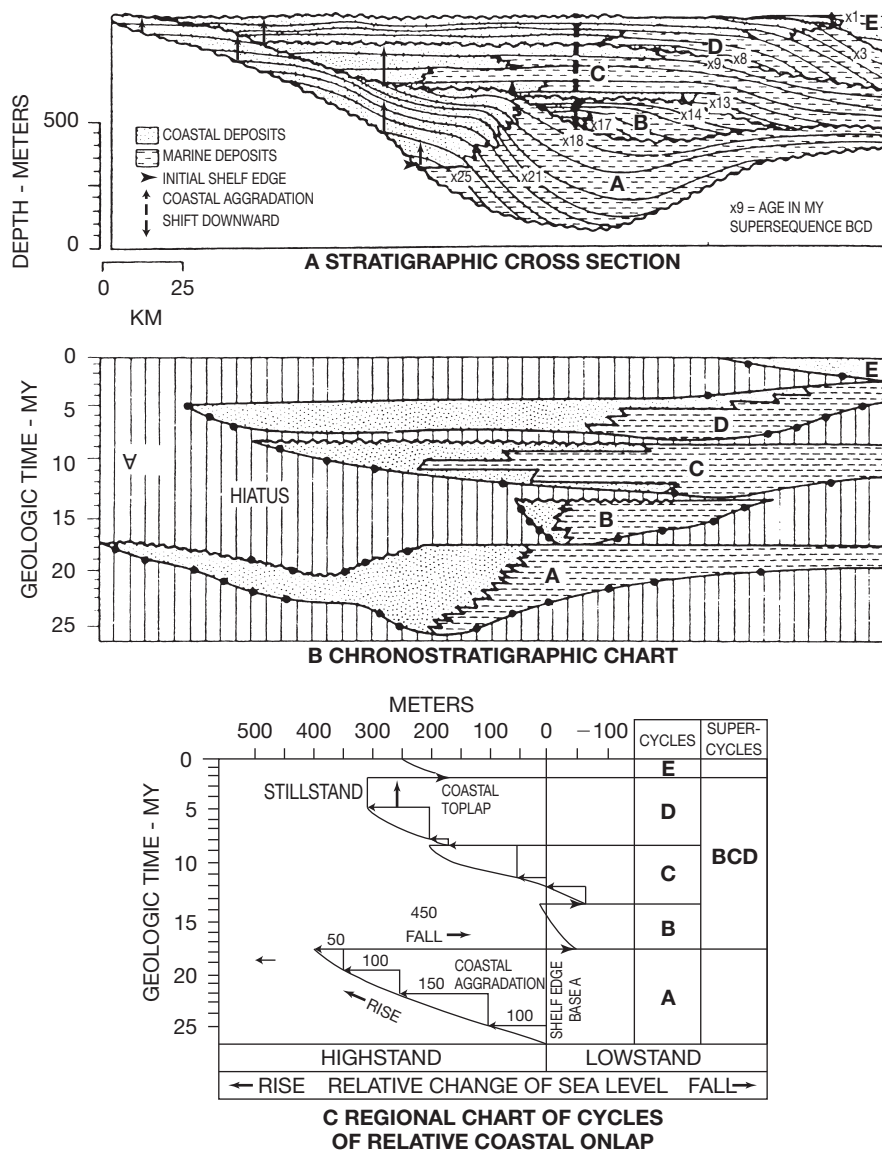 x1
E
D
x3
x8
x9
C
x13
500
x14
B
x17
COASTAL DEPOSITS
x18
MARINE DEPOSITS
A
INITIAL SHELF EDGE
x25
x21
COASTAL AGGRADATION
SHIFT DOWNWARD
x9 = AGE IN MY
SUPERSEQUENCE BCD
0
DEPTH - METERS
A STRATIGRAPHIC CROSS SECTION
0 25
KM
0
E
5
D
10
A
C
HIATUS
15
B
20
A
25
GEOLOGIC TIME - MY
B CHRONOSTRATIGRAPHIC CHART
METERS
500 400 300 200 100 0 −100
CYCLES
SUPER-
CYCLES
0
E
STILLSTAND
COASTAL
TOPLAP
5
D
BCD
10
C
15
450
FALL
B
50
20
100
COASTAL
AGGRADATION
150
RISE
100
25
SHELF EDGE
BASE A
A
GEOLOGIC TIME - MY
HIGHSTAND LOWSTAND
RISE RELATIVE CHANGE OF SEA LEVEL FALL
C REGIONAL CHART OF CYCLES
OF RELATIVE COASTAL ONLAP